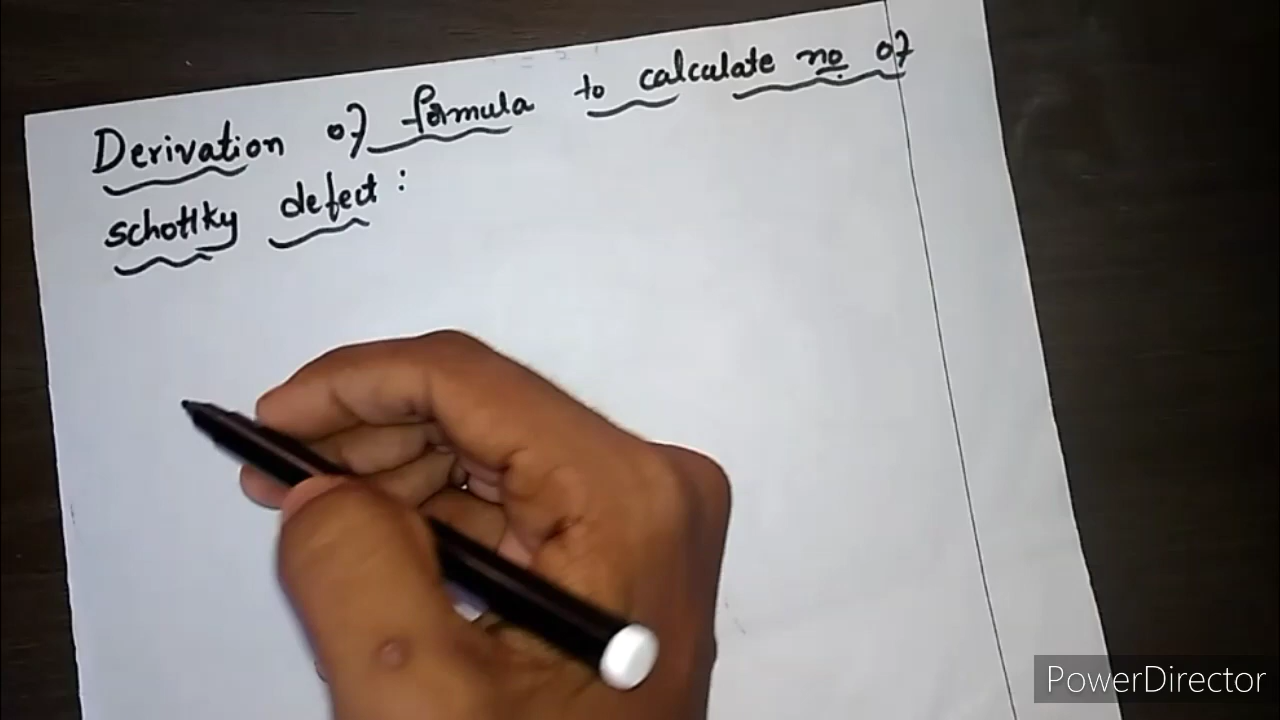 Derivation of formula to calculate no of
schottky defect :
PowerDirector